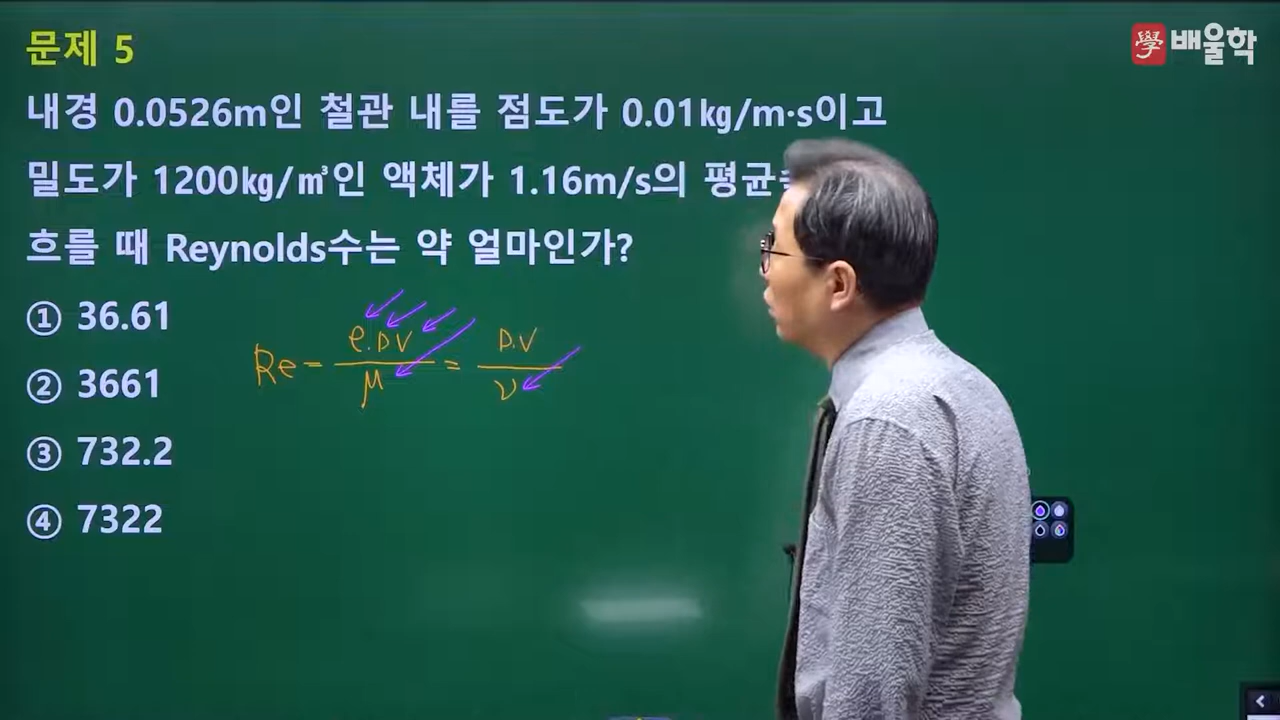 문제 5
學 배울학
내경 0.0526m인 철관 내를 점도가 0.01㎏/m·s이고
밀도가 1200㎏/㎥인 액체가 1.16m/s의 평균
흐를 때 Reynolds수는 약 얼마인가?
① 36.61
② 3661
③ 732.2
④ 7322
Re = ρ.DV / μ = D.V / ν